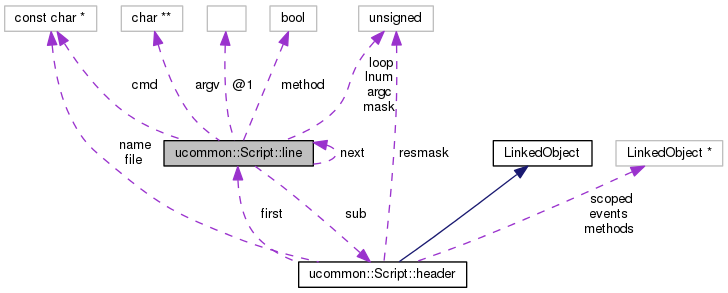 const char *
char **
bool
unsigned
cmd
argv
@1
method
loop
lnum
argc
mask
name
file
ucommon::Script::line
next
resmask
LinkedObject
LinkedObject *
first
sub
scoped
events
methods
ucommon::Script::header